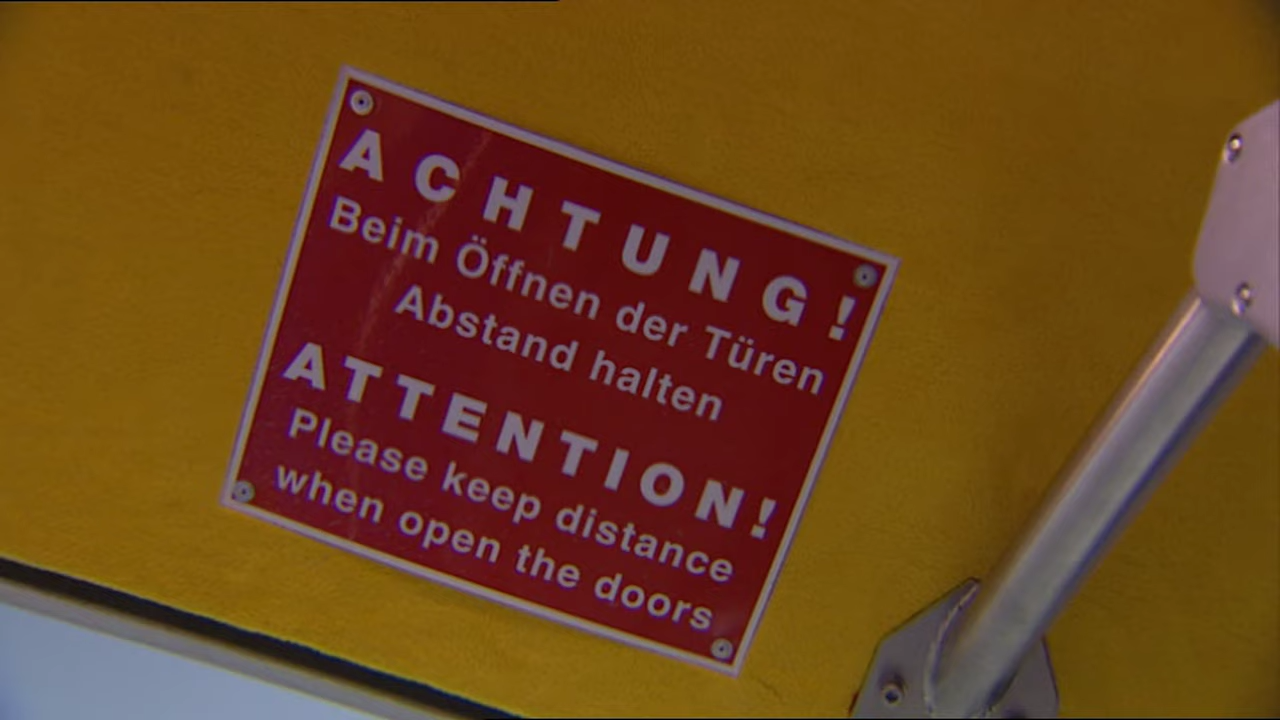 ACHTUNG!
Beim Öffnen der Türen
Abstand halten
ATTENTION!
Please keep distance
when open the doors